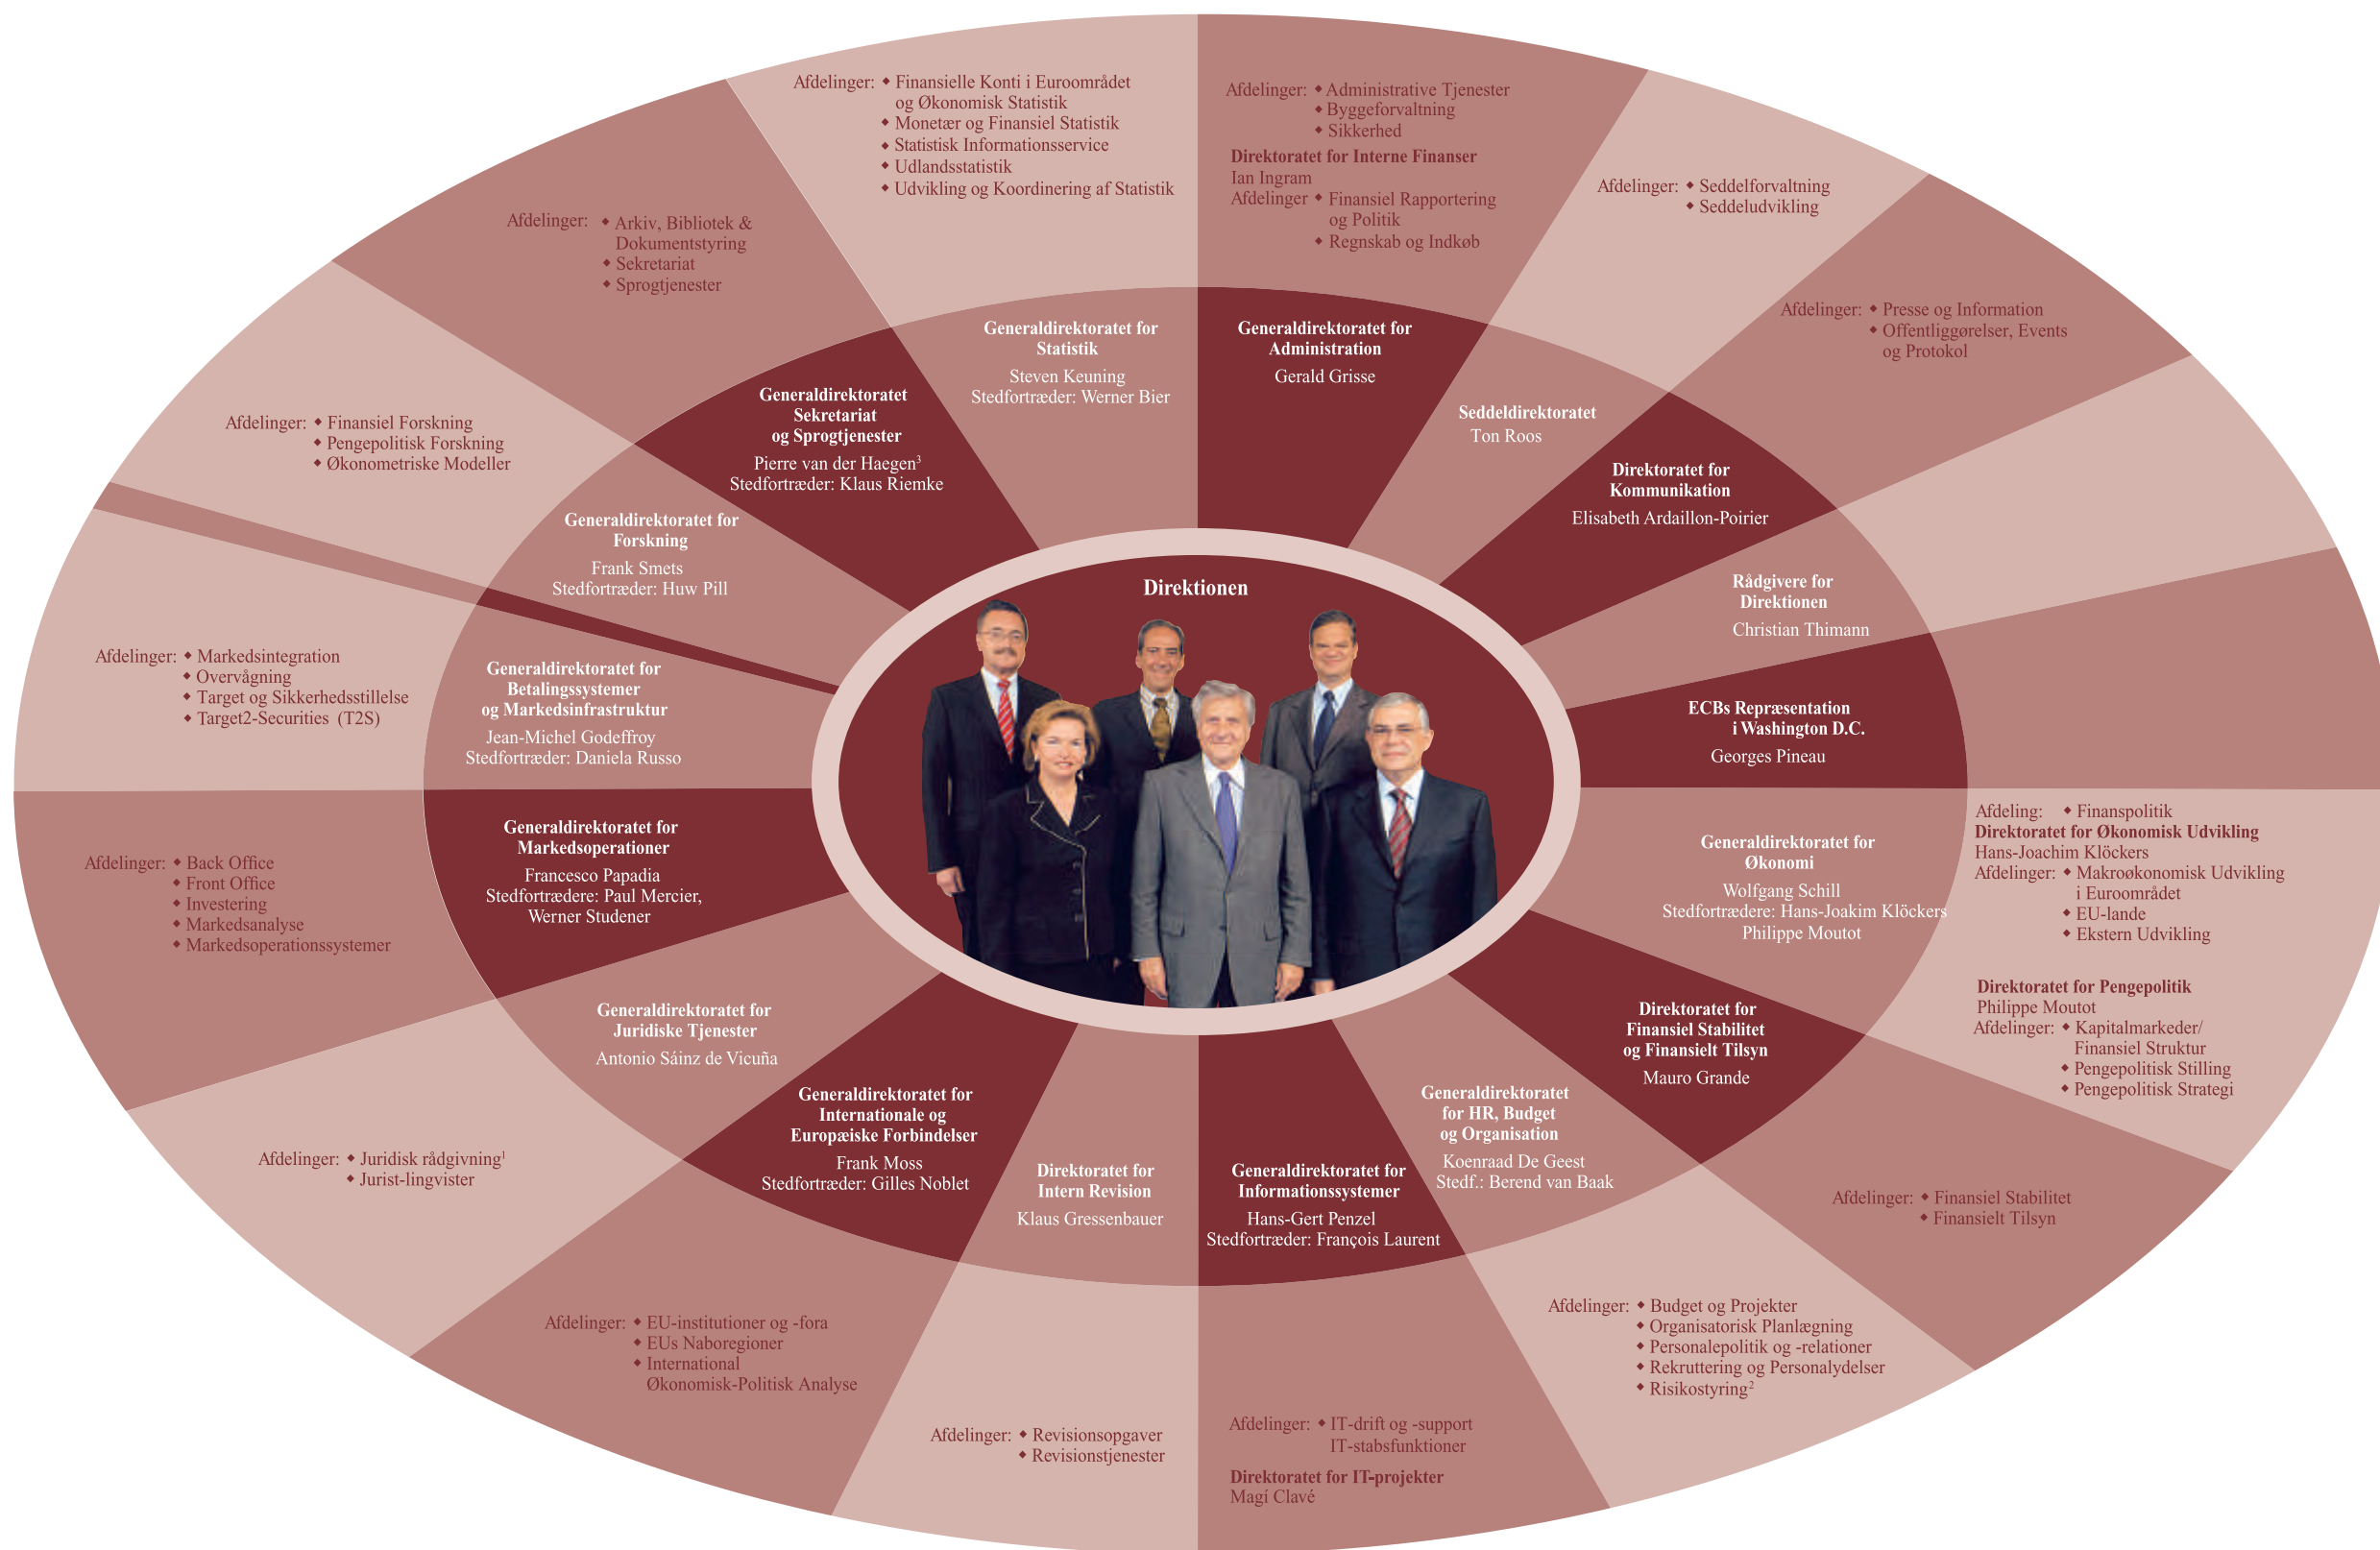 Direktionen
Afdelinger: ◆ Administrative Tjenester
◆ Byggeforvaltning
◆ Sikkerhed
Direktoratet for Interne Finanser
Ian Ingram
Afdelinger ◆ Finansiel Rapportering
og Politik
◆ Regnskab og Indkøb
Generaldirektoratet for
Administration
Gerald Grisse
Afdelinger: ◆ Seddelforvaltning
◆ Seddeludvikling
Seddeldirektoratet
Ton Roos
Afdelinger: ◆ Presse og Information
◆ Offentliggørelser, Events
og Protokol
Direktoratet for
Kommunikation
Elisabeth Ardaillon-Poirier
Rådgivere for
Direktionen
Christian Thimann
ECBs Repræsentation
i Washington D.C.
Georges Pineau
Generaldirektoratet for
Økonomi
Wolfgang Schill
Stedfortrædere: Hans-Joakim Klöckers
Philippe Moutot
Afdeling: ◆ Finanspolitik
Direktoratet for Økonomisk Udvikling
Hans-Joachim Klöckers
Afdelinger: ◆ Makroøkonomisk Udvikling
i Euroområdet
◆ EU-lande
◆ Ekstern Udvikling
Direktoratet for Pengepolitik
Philippe Moutot
Afdelinger: ◆ Kapitalmarkeder/
Finansiel Struktur
◆ Pengepolitisk Stilling
◆ Pengepolitisk Strategi
Direktoratet for
Finansiel Stabilitet
og Finansielt Tilsyn
Mauro Grande
Afdelinger: ◆ Finansiel Stabilitet
◆ Finansielt Tilsyn
Generaldirektoratet
for HR, Budget
og Organisation
Koenraad De Geest
Stedf.: Berend van Baak
Afdelinger: ◆ Budget og Projekter
◆ Organisatorisk Planlægning
◆ Personalepolitik og -relationer
◆ Rekruttering og Personalydelser
◆ Risikostyring²
Generaldirektoratet for
Informationssystemer
Hans-Gert Penzel
Stedfortræder: François Laurent
Afdelinger: ◆ IT-drift og -support
IT-stabsfunktioner
Direktoratet for IT-projekter
Magí Clavé
Direktoratet for
Intern Revision
Klaus Gressenbauer
Afdelinger: ◆ Revisionsopgaver
◆ Revisionstjenester
Generaldirektoratet for
Internationale og
Europæiske Forbindelser
Frank Moss
Stedfortræder: Gilles Noblet
Afdelinger: ◆ EU-institutioner og -fora
◆ EUs Naboregioner
◆ International
Økonomisk-Politisk Analyse
Generaldirektoratet for
Juridiske Tjenester
Antonio Sáinz de Vicuña
Afdelinger: ◆ Juridisk rådgivning¹
◆ Jurist-lingvister
Generaldirektoratet for
Markedsoperationer
Francesco Papadia
Stedfortrædere: Paul Mercier,
Werner Studener
Afdelinger: ◆ Back Office
◆ Front Office
◆ Investering
◆ Markedsanalyse
◆ Markedsoperationssystemer
Generaldirektoratet for
Betalingssystemer
og Markedsinfrastruktur
Jean-Michel Godeffroy
Stedfortræder: Daniela Russo
Afdelinger: ◆ Markedsintegration
◆ Overvågning
◆ Target og Sikkerhedsstillelse
◆ Target2-Securities (T2S)
Generaldirektoratet for
Forskning
Frank Smets
Stedfortræder: Huw Pill
Afdelinger: ◆ Finansiel Forskning
◆ Pengepolitisk Forskning
◆ Økonometriske Modeller
Generaldirektoratet
Sekretariat
og Sprogtjenester
Pierre van der Haegen³
Stedfortræder: Klaus Riemke
Afdelinger: ◆ Arkiv, Bibliotek &
Dokumentstyring
◆ Sekretariat
◆ Sprogtjenester
Generaldirektoratet for
Statistik
Steven Keuning
Stedfortræder: Werner Bier
Afdelinger: ◆ Finansielle Konti i Euroområdet
og Økonomisk Statistik
◆ Monetær og Finansiel Statistik
◆ Statistisk Informationsservice
◆ Udlandsstatistik
◆ Udvikling og Koordinering af Statistik